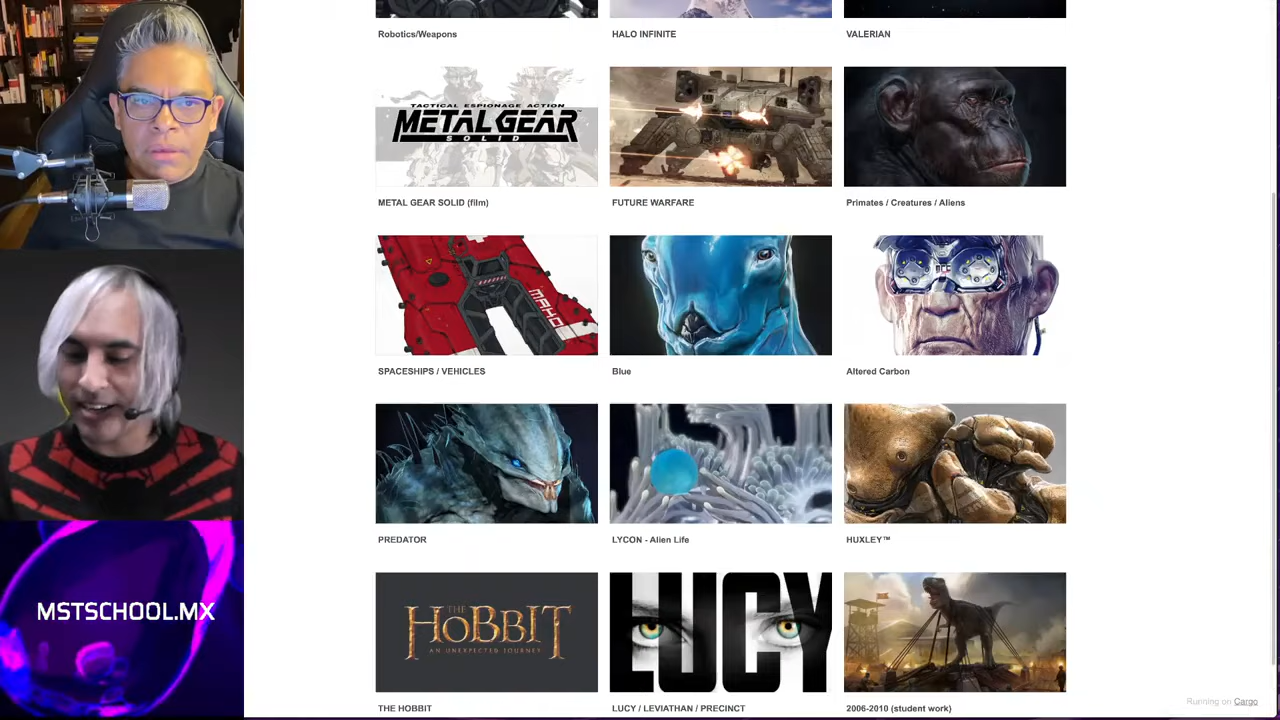 Robotics/Weapons
HALO INFINITE
VALERIAN
TACTICAL ESPIONAGE ACTION
METAL GEAR
SOLID
METAL GEAR SOLID (film)
FUTURE WARFARE
Primates / Creatures / Aliens
MAKO
BCC
SPACESHIPS / VEHICLES
Blue
Altered Carbon
PREDATOR
LYCON - Alien Life
HUXLEY™
MSTSCHOOL.MX
THE
HOBBIT
AN UNEXPECTED JOURNEY
LUCY
THE HOBBIT
LUCY / LEVIATHAN / PRECINCT
2006-2010 (student work)
Running on Cargo